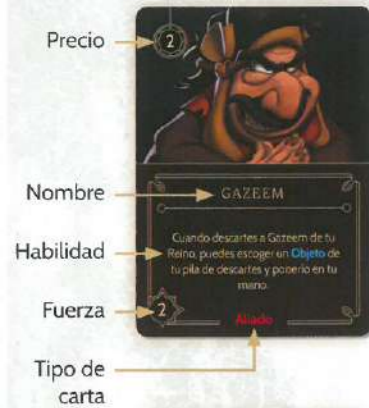 Precio
2
Nombre
GAZEEM
Habilidad
Cuando descartes a Gazeem de tu
Reino, puedes escoger un Objeto de
tu pila de descartes y ponerlo en tu
mano.
Fuerza
2
Aliado
Tipo de
carta